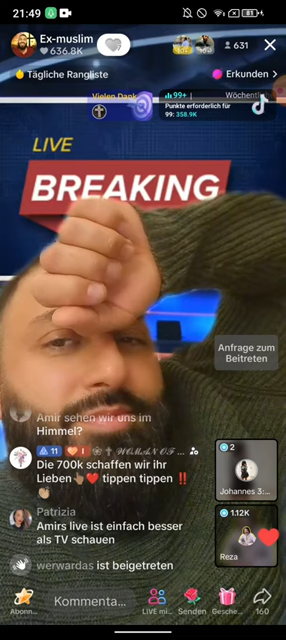 21:49
81
Ex-muslim
636.8K
631
Tägliche Rangliste
Erkunden >
Vielen Dank
99+ |
Punkte erforderlich für
99: 358.9K
LIVE
BREAKING
Anfrage zum
Beitreten
Amir sehen wir uns im
Himmel?
11
I
𝒲𝒪𝑀𝒜𝒩 𝒪𝐹 ...
Die 700k schaffen wir ihr
Lieben👆🏼❤️ tippen tippen ‼️
👆🏼
Patrizia
Amirs live ist einfach besser
als TV schauen
werwardas ist beigetreten
2
Johannes 3:...
1.12K
Reza
Abonn...
Kommenta...
LIVE mi...
Senden
Gesche...
160